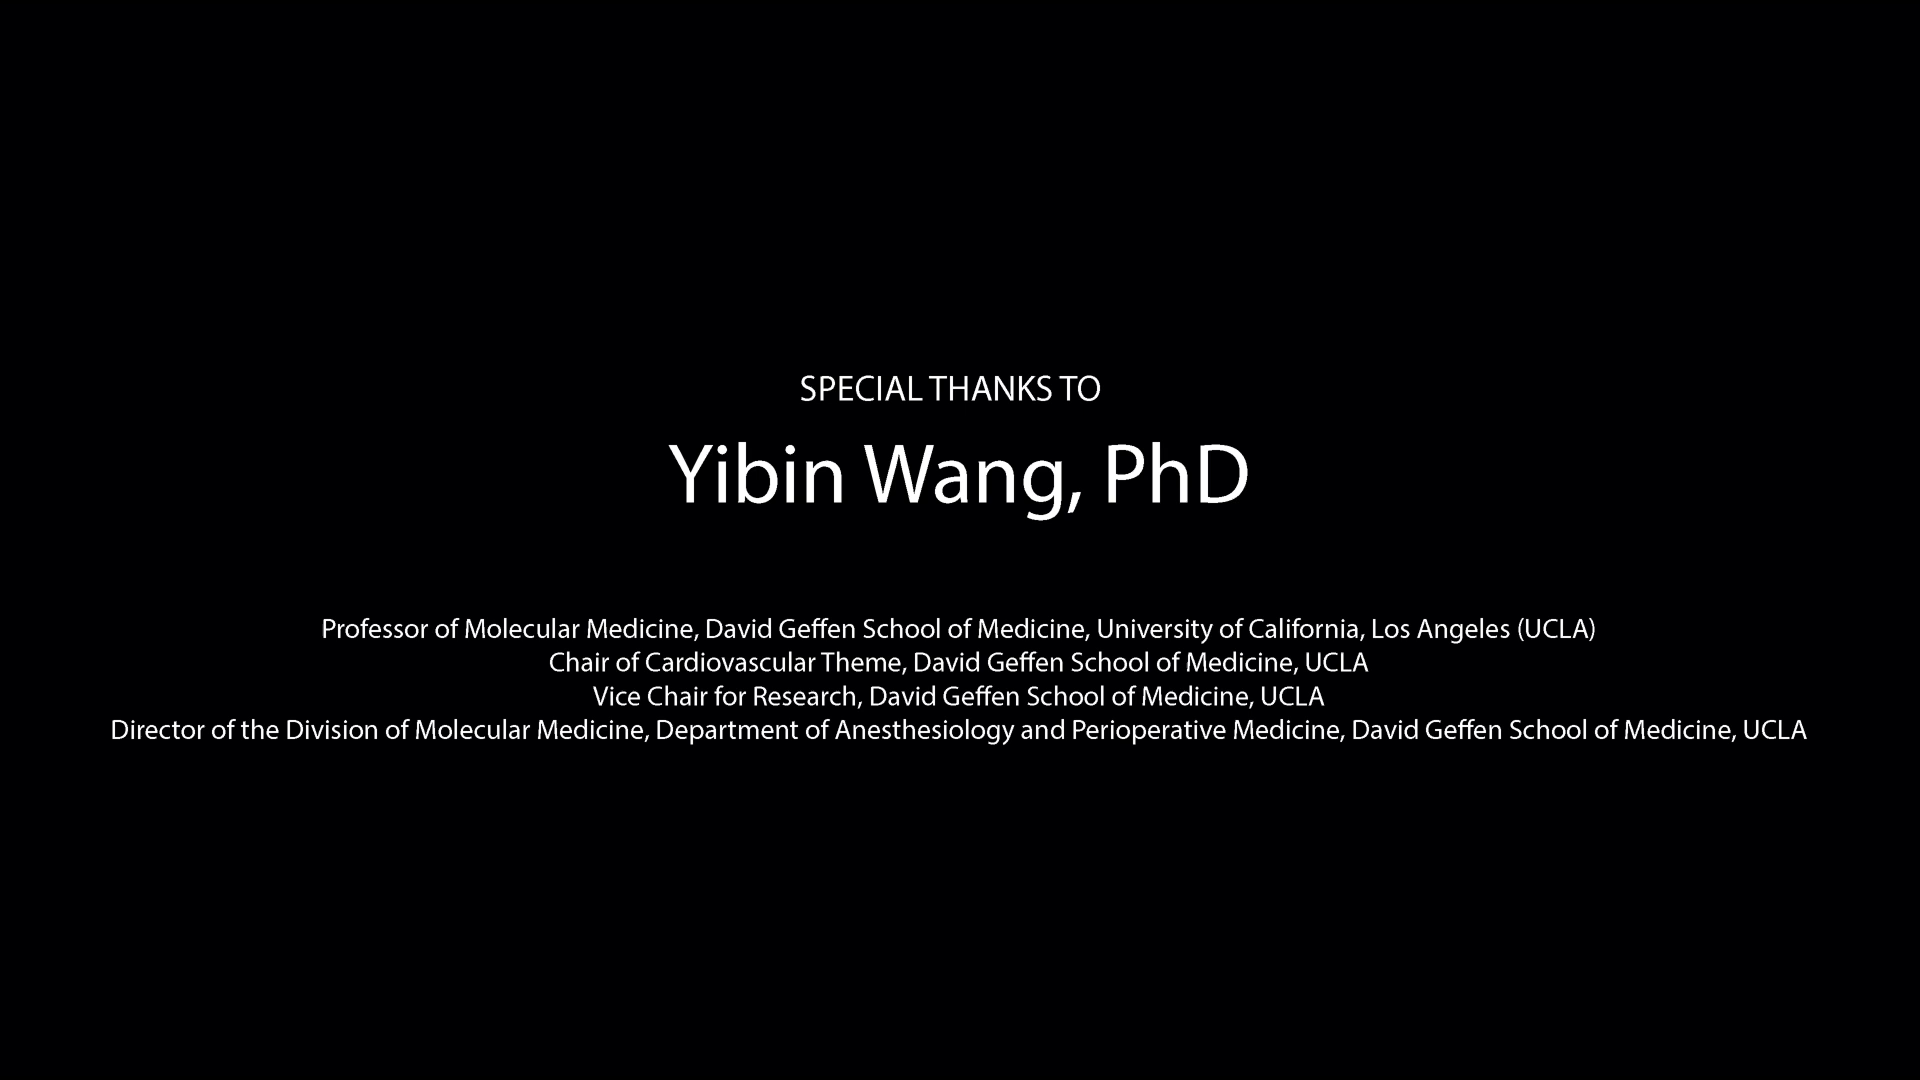 SPECIAL THANKS TO
Yibin Wang, PhD
Professor of Molecular Medicine, David Geffen School of Medicine, University of California, Los Angeles (UCLA)
Chair of Cardiovascular Theme, David Geffen School of Medicine, UCLA
Vice Chair for Research, David Geffen School of Medicine, UCLA
Director of the Division of Molecular Medicine, Department of Anesthesiology and Perioperative Medicine, David Geffen School of Medicine, UCLA